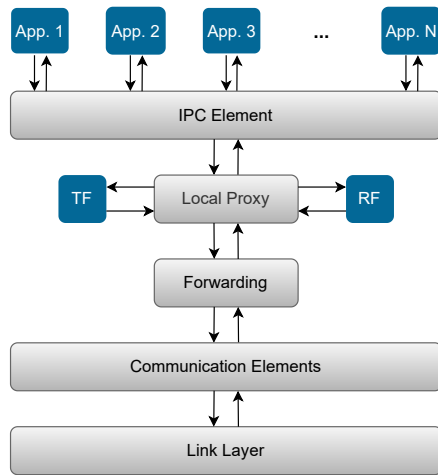 App. 1 App. 2 App. 3 ... App. N
IPC Element
TF Local Proxy RF
Forwarding
Communication Elements
Link Layer